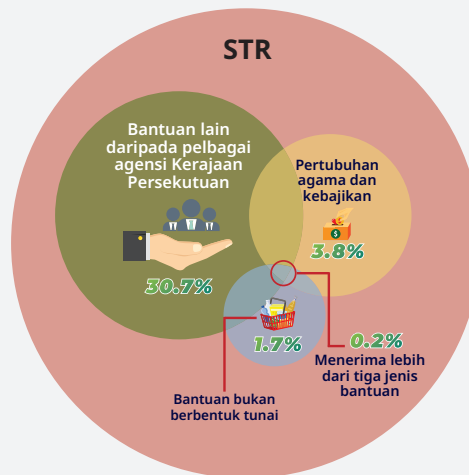 STR
Bantuan lain
daripada pelbagai
agensi Kerajaan
Persekutuan
30.7%
Pertubuhan
agama dan
kebajikan
$
3.8%
1.7%
0.2%
Menerima lebih
dari tiga jenis
bantuan
Bantuan bukan
berbentuk tunai